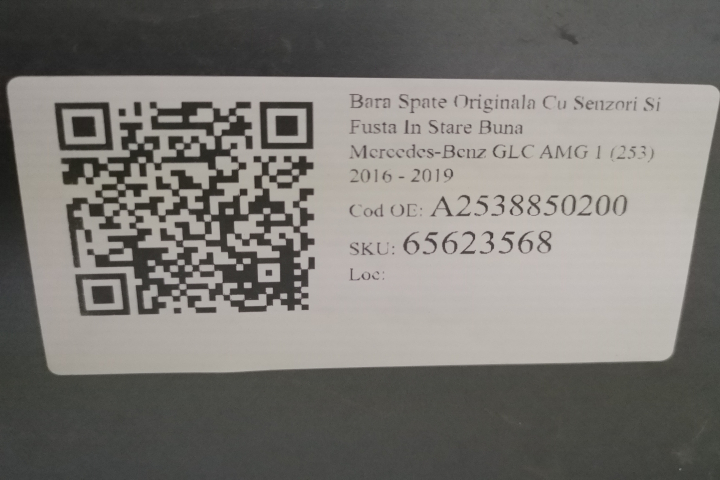 Bara Spate Originala Cu Senzori Si
Fusta In Stare Buna
Mercedes-Benz GLC AMG 1 (253)
2016 - 2019
Cod OE: A2538850200
SKU: 65623568
Loc: